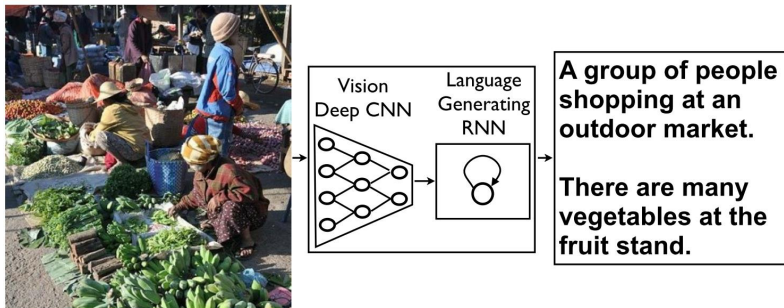 Vision
Deep CNN
Language
Generating
RNN
A group of people
shopping at an
outdoor market.
There are many
vegetables at the
fruit stand.